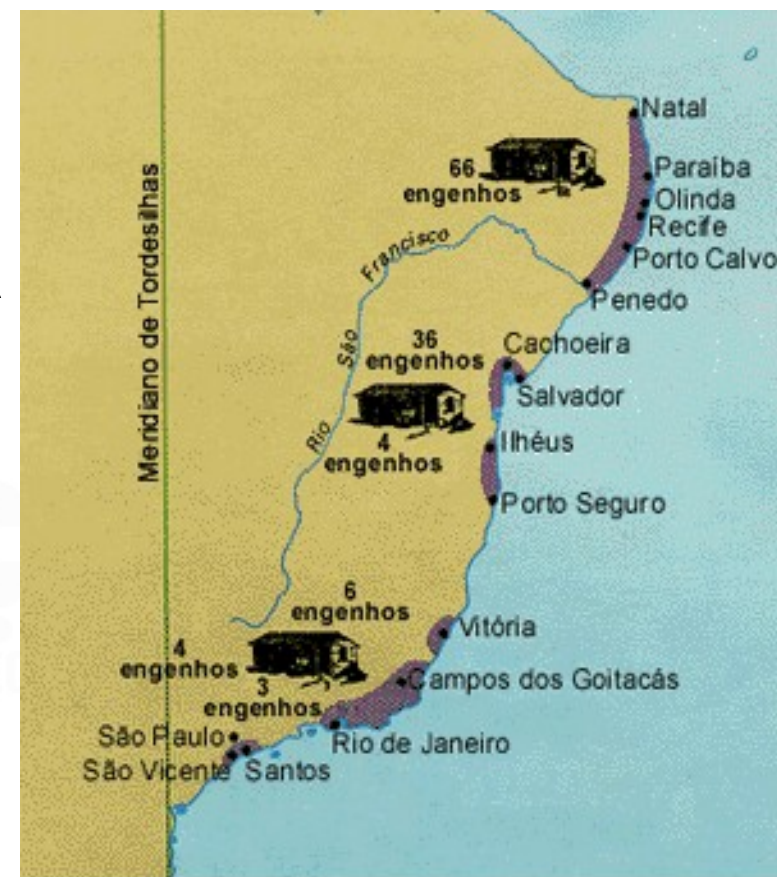 Natal
66
engenhos
Paraíba
Olinda
Recife
Porto Calvo
Penedo
Meridiano de Tordesilhas
Rio São Francisco
36
engenhos
Cachoeira
Salvador
4
engenhos
Ilhéus
Porto Seguro
6
engenhos
Vitória
4
engenhos
3
engenhos
Campos dos Goitacás
São Paulo
Rio de Janeiro
São Vicente
Santos